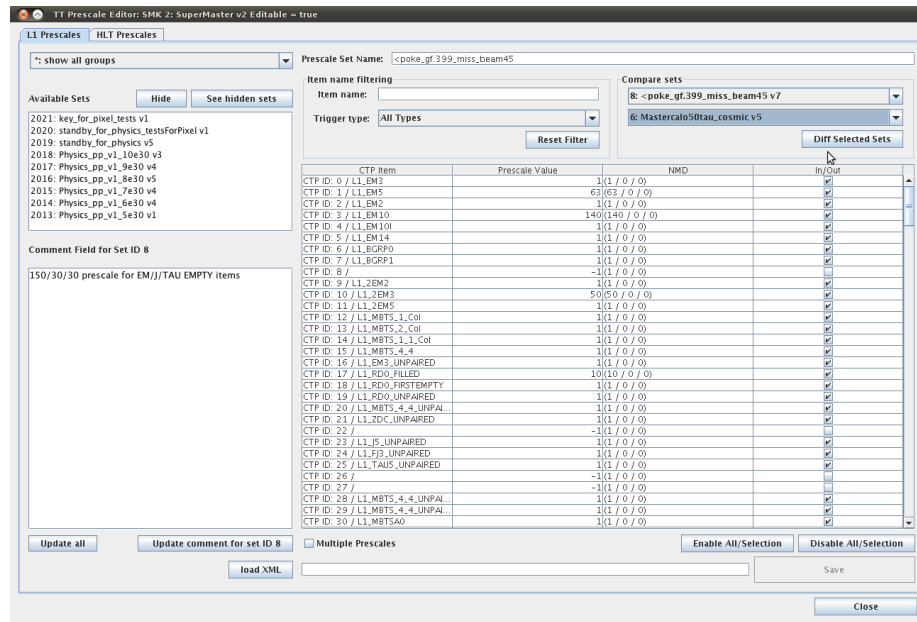 TT Prescale Editor: SMK 2: SuperMaster v2 Editable = true
L1 Prescales HLT Prescales
*: show all groups
Available Sets Hide See hidden sets
2021: key_for_pixel_tests v1
2020: standby_for_physics_testsForPixel v1
2019: standby_for_physics v5
2018: Physics_pp_v1_10e30 v3
2017: Physics_pp_v1_9e30 v4
2016: Physics_pp_v1_8e30 v5
2015: Physics_pp_v1_7e30 v4
2014: Physics_pp_v1_6e30 v4
2013: Physics_pp_v1_5e30 v1
Comment Field for Set ID 8
150/30/30 prescale for EM/J/TAU EMPTY items
Update all Update comment for set ID 8
load XML
Prescale Set Name: <poke_gf.399_miss_beam45
Item name filtering
Item name:
Trigger type: All Types
Reset Filter
Compare sets
8: <poke_gf.399_miss_beam45 v7
6: Mastercalo50tau_cosmic v5
Diff Selected Sets
CTP Item Prescale Value NMD In/Out
CTP ID: 0 / L1_EM3 1 (1 / 0 / 0)
CTP ID: 1 / L1_EM5 63 (63 / 0 / 0)
CTP ID: 2 / L1_EM2 1 (1 / 0 / 0)
CTP ID: 3 / L1_EM10 140 (140 / 0 / 0)
CTP ID: 4 / L1_EM10I 1 (1 / 0 / 0)
CTP ID: 5 / L1_EM14 1 (1 / 0 / 0)
CTP ID: 6 / L1_BGRP0 1 (1 / 0 / 0)
CTP ID: 7 / L1_BGRP1 1 (1 / 0 / 0)
CTP ID: 8 / -1 (1 / 0 / 0)
CTP ID: 9 / L1_2EM2 1 (1 / 0 / 0)
CTP ID: 10 / L1_2EM3 50 (50 / 0 / 0)
CTP ID: 11 / L1_2EM5 1 (1 / 0 / 0)
CTP ID: 12 / L1_MBTS_1_Col 1 (1 / 0 / 0)
CTP ID: 13 / L1_MBTS_2_Col 1 (1 / 0 / 0)
CTP ID: 14 / L1_MBTS_1_1_Col 1 (1 / 0 / 0)
CTP ID: 15 / L1_MBTS_4_4 1 (1 / 0 / 0)
CTP ID: 16 / L1_EM3_UNPAIRED 1 (1 / 0 / 0)
CTP ID: 17 / L1_RD0_FILLED 10 (10 / 0 / 0)
CTP ID: 18 / L1_RD0_FIRSTEMPTY 1 (1 / 0 / 0)
CTP ID: 19 / L1_RD0_UNPAIRED 1 (1 / 0 / 0)
CTP ID: 20 / L1_MBTS_4_4_UNPAI... 1 (1 / 0 / 0)
CTP ID: 21 / L1_ZDC_UNPAIRED 1 (1 / 0 / 0)
CTP ID: 22 / -1 (1 / 0 / 0)
CTP ID: 23 / L1_J5_UNPAIRED 1 (1 / 0 / 0)
CTP ID: 24 / L1_FJ3_UNPAIRED 1 (1 / 0 / 0)
CTP ID: 25 / L1_TAU5_UNPAIRED 1 (1 / 0 / 0)
CTP ID: 26 / -1 (1 / 0 / 0)
CTP ID: 27 / -1 (1 / 0 / 0)
CTP ID: 28 / L1_MBTS_4_4_UNPAI... 1 (1 / 0 / 0)
CTP ID: 29 / L1_MBTS_4_4_UNPAI... 1 (1 / 0 / 0)
CTP ID: 30 / L1_MBTSA0 1 (1 / 0 / 0)
Multiple Prescales Enable All/Selection Disable All/Selection
Save
Close